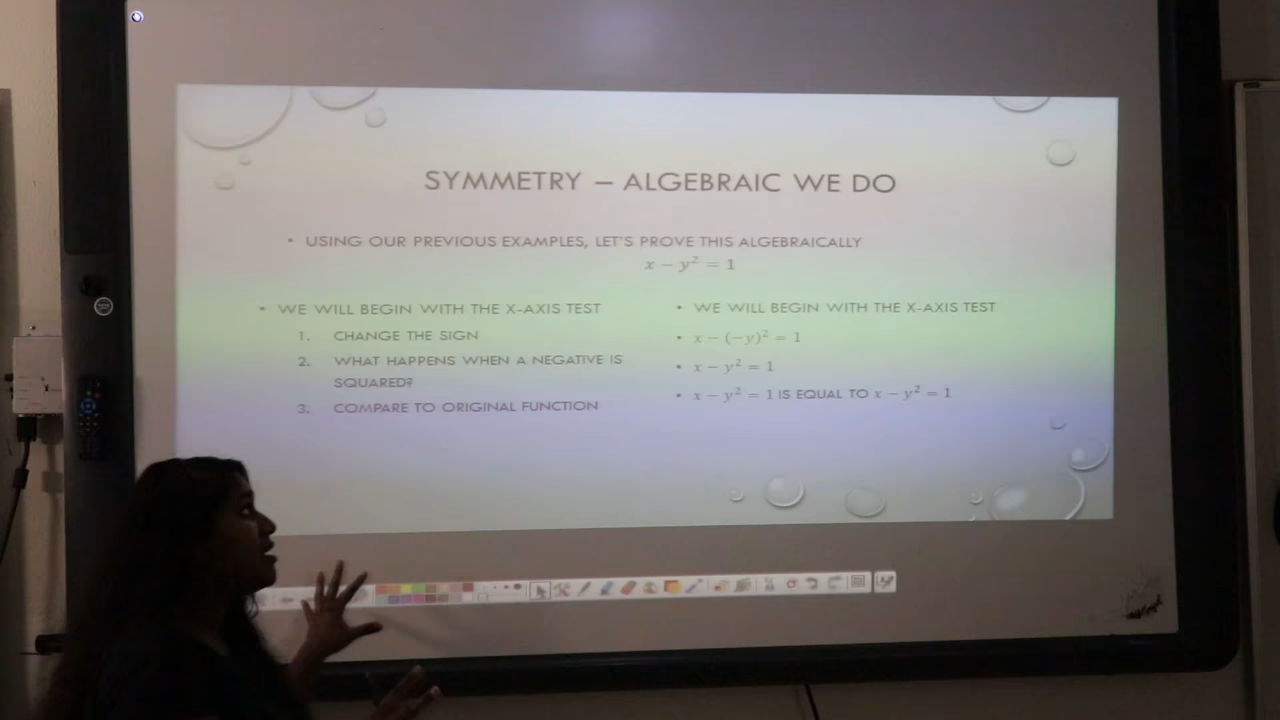 SYMMETRY – ALGEBRAIC WE DO
• USING OUR PREVIOUS EXAMPLES, LET'S PROVE THIS ALGEBRAICALLY
x − y² = 1
• WE WILL BEGIN WITH THE X-AXIS TEST
1. CHANGE THE SIGN
2. WHAT HAPPENS WHEN A NEGATIVE IS
SQUARED?
3. COMPARE TO ORIGINAL FUNCTION
• WE WILL BEGIN WITH THE X-AXIS TEST
• x − (−y)² = 1
• x − y² = 1
• x − y² = 1 IS EQUAL TO x − y² = 1